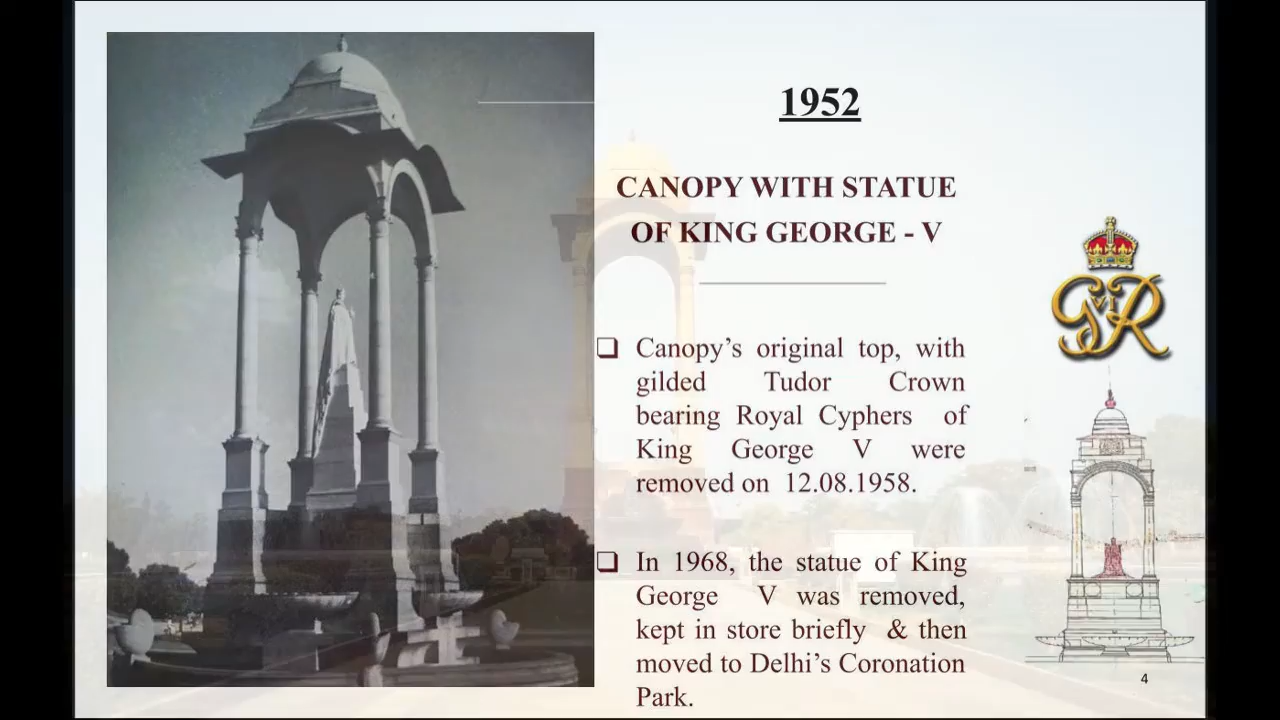 1952
CANOPY WITH STATUE
OF KING GEORGE - V
❑ Canopy’s original top, with
gilded Tudor Crown
bearing Royal Cyphers of
King George V were
removed on 12.08.1958.
❑ In 1968, the statue of King
George V was removed,
kept in store briefly & then
moved to Delhi’s Coronation
Park.
GVIR
4